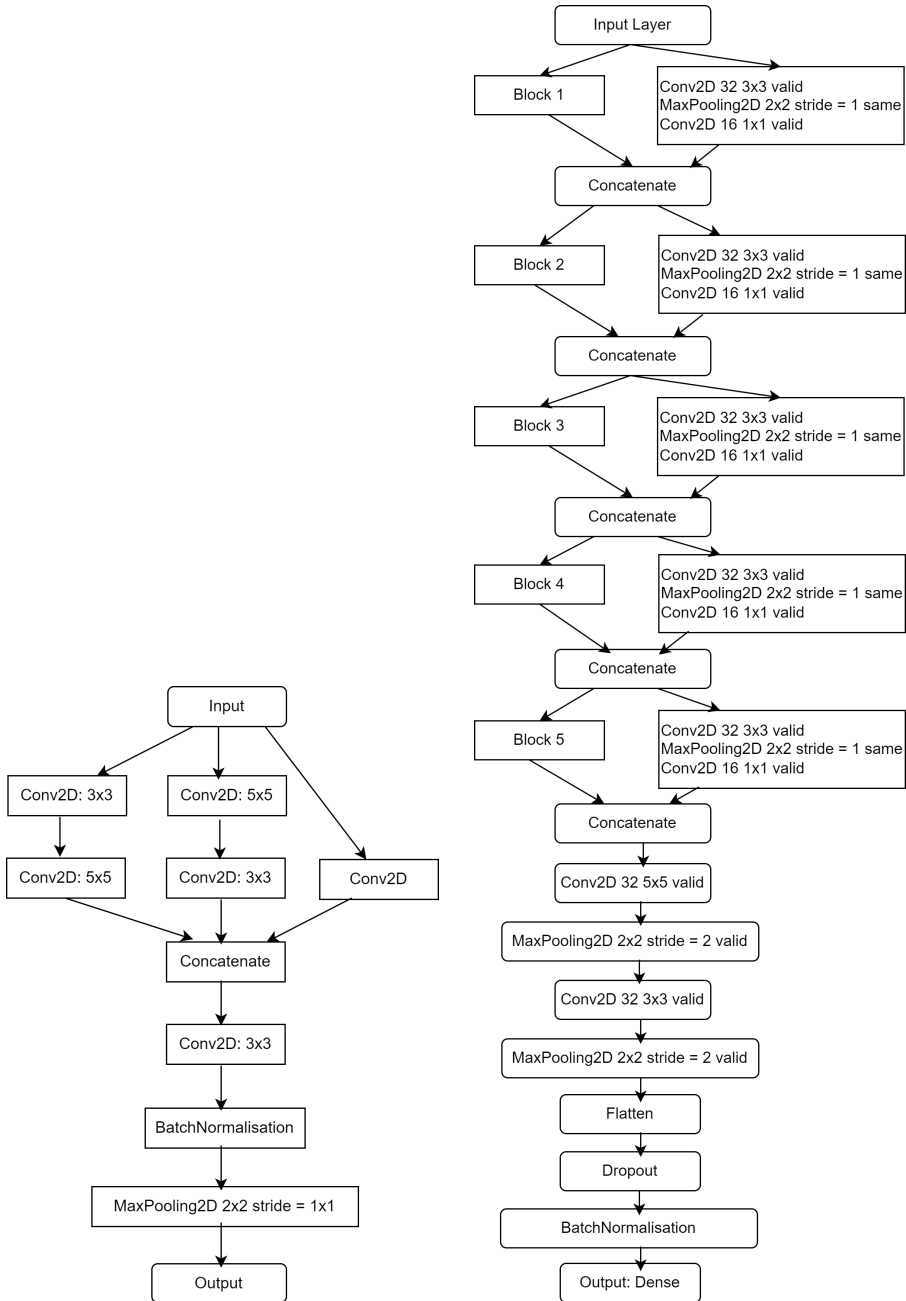 Input Layer
Block 1
Conv2D 32 3x3 valid
MaxPooling2D 2x2 stride = 1 same
Conv2D 16 1x1 valid
Concatenate
Block 2
Conv2D 32 3x3 valid
MaxPooling2D 2x2 stride = 1 same
Conv2D 16 1x1 valid
Concatenate
Block 3
Conv2D 32 3x3 valid
MaxPooling2D 2x2 stride = 1 same
Conv2D 16 1x1 valid
Concatenate
Block 4
Conv2D 32 3x3 valid
MaxPooling2D 2x2 stride = 1 same
Conv2D 16 1x1 valid
Concatenate
Block 5
Conv2D 32 3x3 valid
MaxPooling2D 2x2 stride = 1 same
Conv2D 16 1x1 valid
Concatenate
Conv2D 32 5x5 valid
MaxPooling2D 2x2 stride = 2 valid
Conv2D 32 3x3 valid
MaxPooling2D 2x2 stride = 2 valid
Flatten
Dropout
BatchNormalisation
Output: Dense
Input
Conv2D: 3x3
Conv2D: 5x5
Conv2D: 5x5
Conv2D: 3x3
Conv2D
Concatenate
Conv2D: 3x3
BatchNormalisation
MaxPooling2D 2x2 stride = 1x1
Output